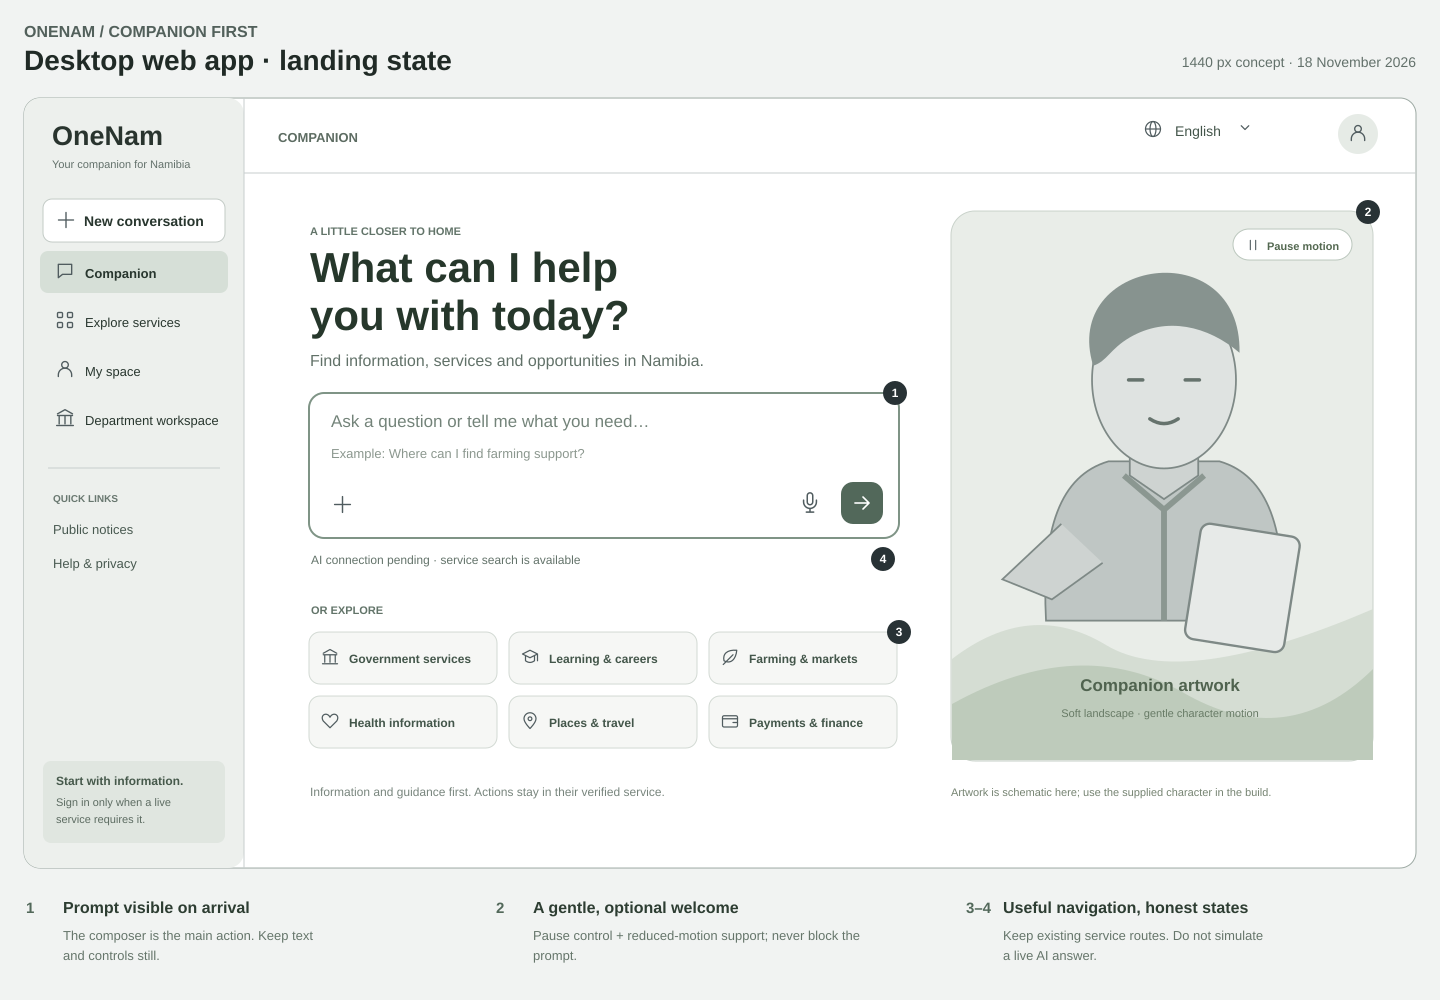 ONENAM / COMPANION FIRST
Desktop web app · landing state
1440 px concept · 18 November 2026
OneNam
Your companion for Namibia
New conversation
Companion
Explore services
My space
Department workspace
QUICK LINKS
Public notices
Help & privacy
Start with information.
Sign in only when a live
service requires it.
COMPANION
English
A LITTLE CLOSER TO HOME
What can I help
you with today?
Find information, services and opportunities in Namibia.
1
Ask a question or tell me what you need…
Example: Where can I find farming support?
AI connection pending · service search is available
4
OR EXPLORE
3
Government services
Learning & careers
Farming & markets
Health information
Places & travel
Payments & finance
Information and guidance first. Actions stay in their verified service.
2
Pause motion
Companion artwork
Soft landscape · gentle character motion
Artwork is schematic here; use the supplied character in the build.
1 Prompt visible on arrival
The composer is the main action. Keep text
and controls still.
2 A gentle, optional welcome
Pause control + reduced-motion support; never block the
prompt.
3–4 Useful navigation, honest states
Keep existing service routes. Do not simulate
a live AI answer.